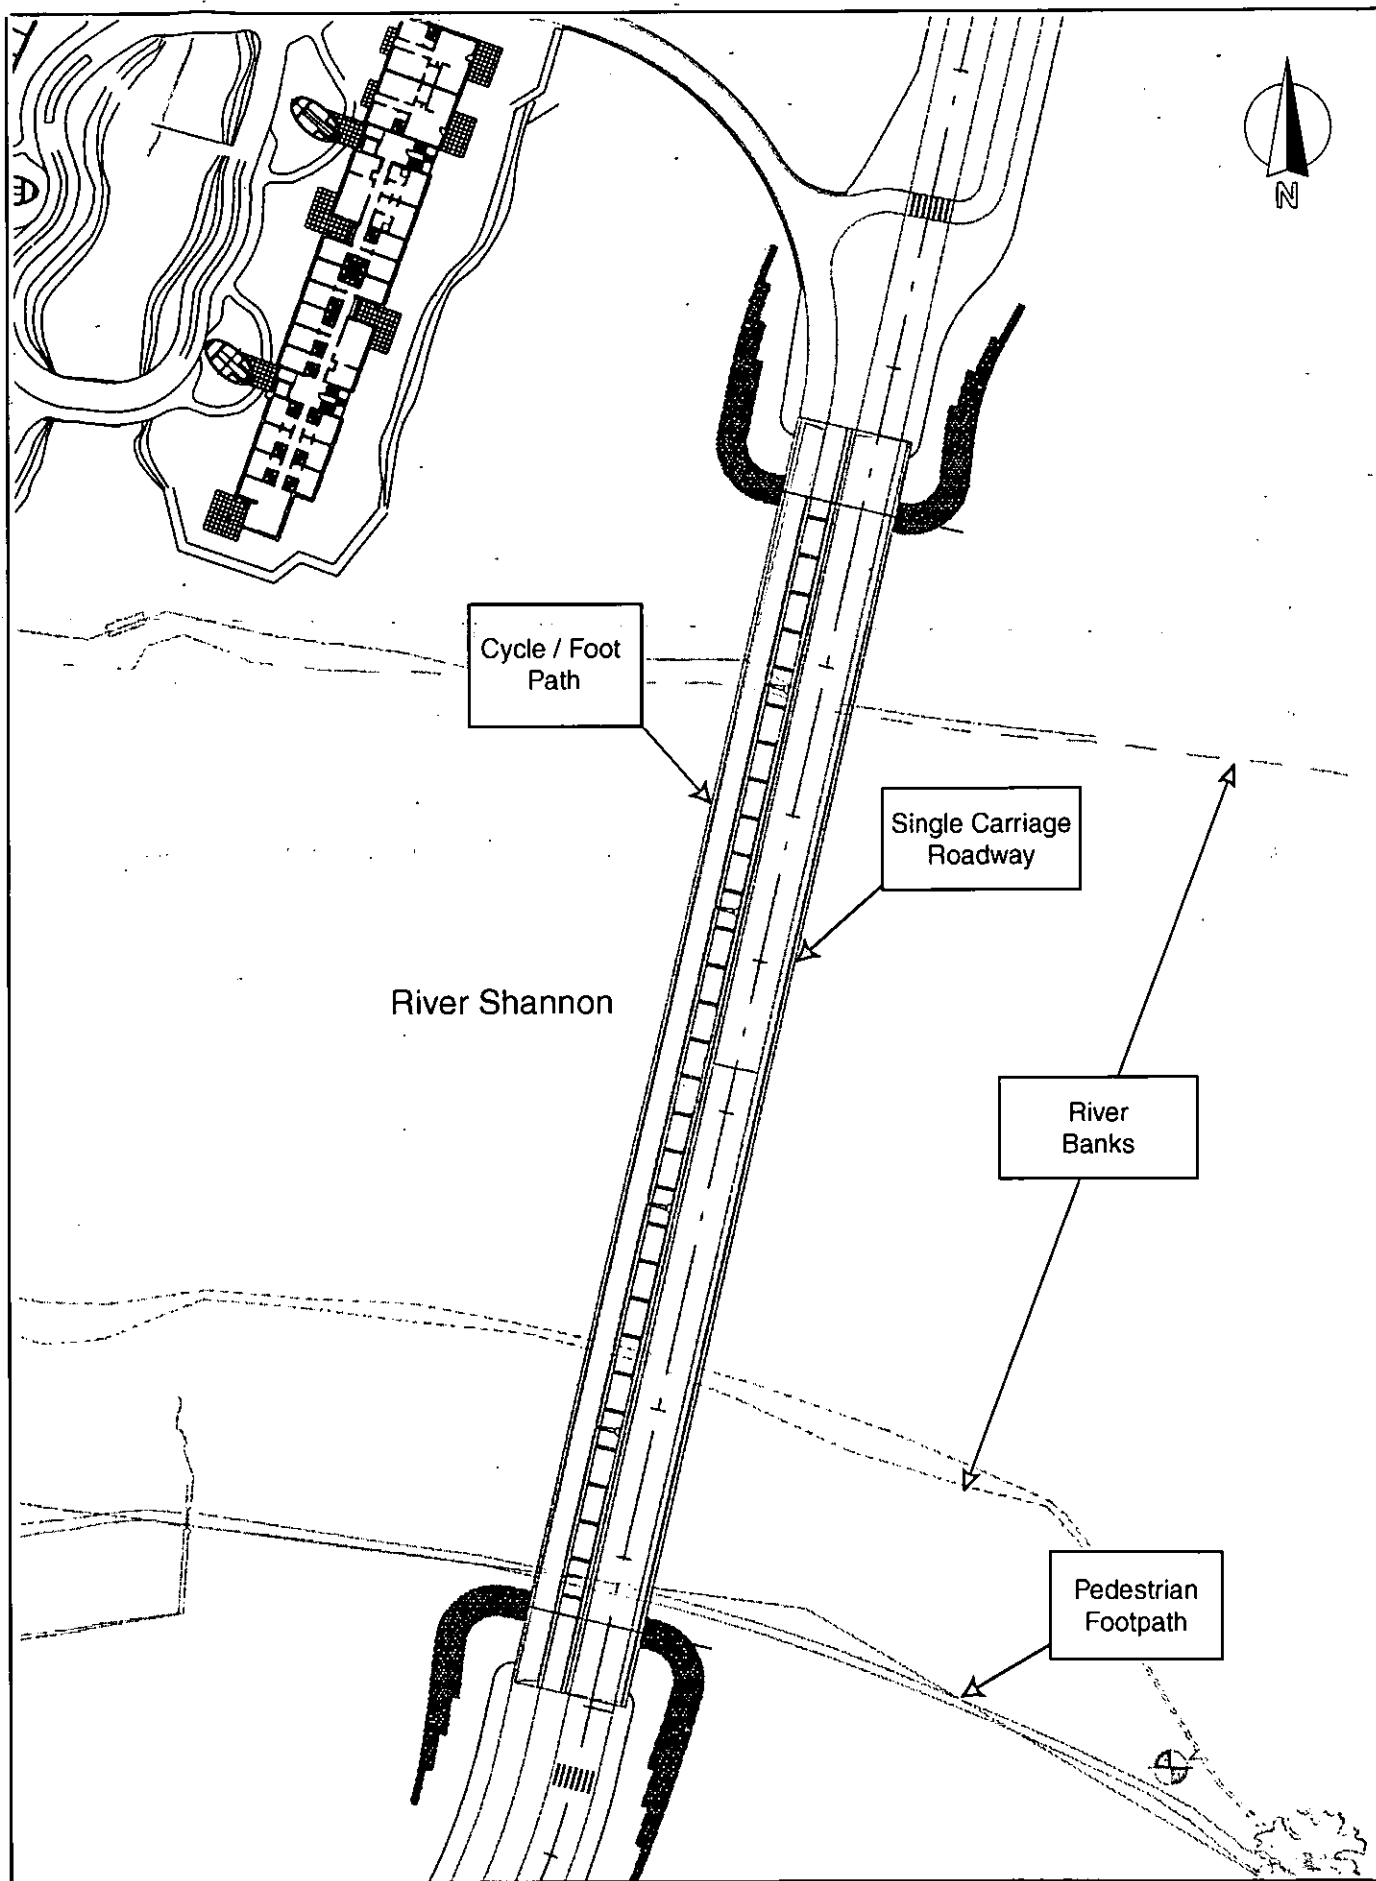 N
Cycle / Foot
Path
Single Carriage
Roadway
River Shannon
River
Banks
Pedestrian
Footpath